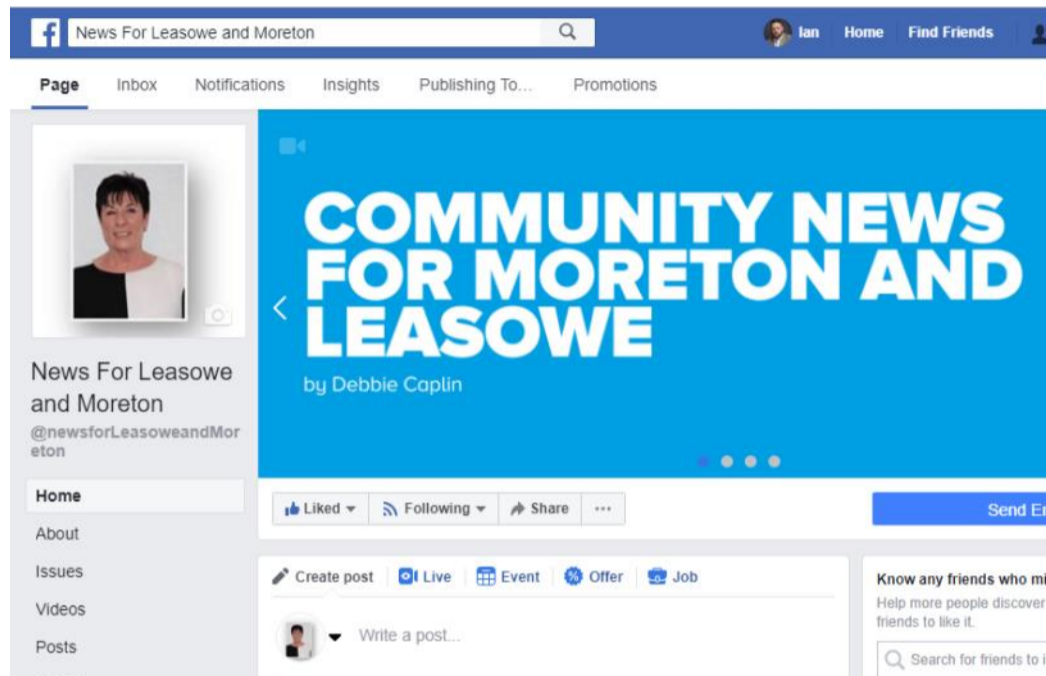 f News For Leasowe and Moreton Ian Home Find Friends
Page Inbox Notifications Insights Publishing To... Promotions
COMMUNITY NEWS
FOR MORETON AND
LEASOWE
by Debbie Caplin
News For Leasowe
and Moreton
@newsforLeasoweandMor
eton
Home
About
Issues
Videos
Posts
Liked Following Share ...
Send
Create post Live Event Offer Job
Write a post...
Know any friends who
Help more people discover
friends to like it.
Search for friends to